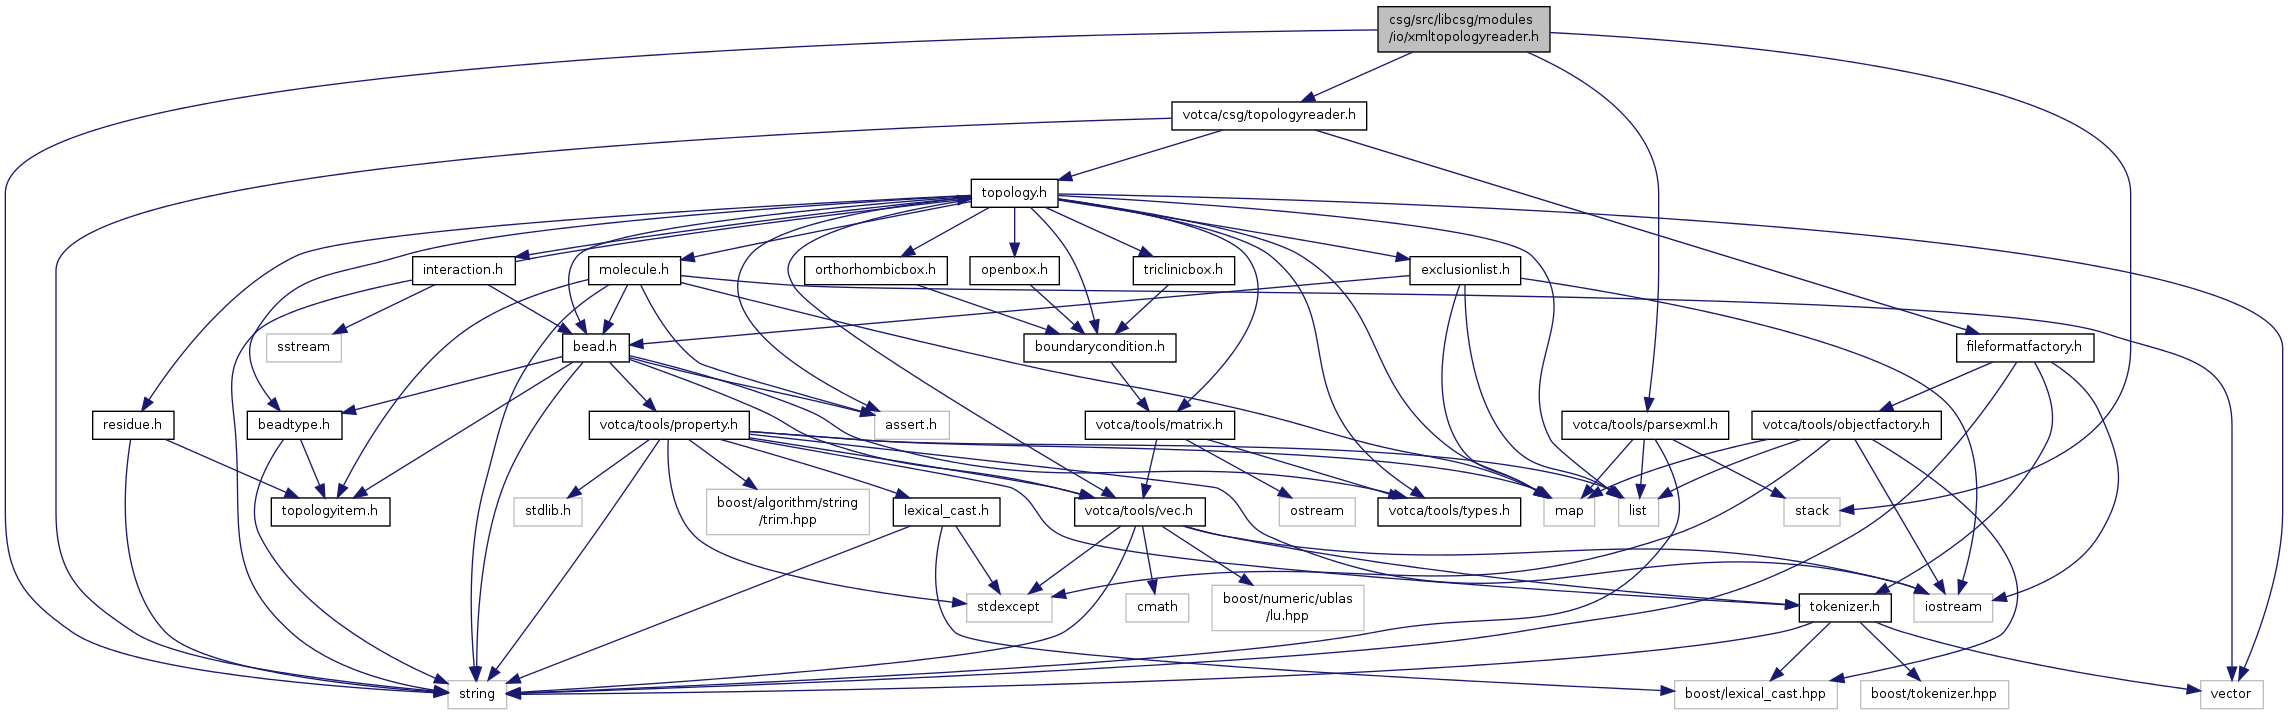 csg/src/libcsg/modules
/io/xmltopologyreader.h
votca/csg/topologyreader.h
topology.h
interaction.h
molecule.h
orthorhombicbox.h
openbox.h
triclinicbox.h
exclusionlist.h
sstream
bead.h
boundarycondition.h
fileformatfactory.h
residue.h
beadtype.h
votca/tools/property.h
assert.h
votca/tools/matrix.h
votca/tools/parsexml.h
votca/tools/objectfactory.h
topologyitem.h
stdlib.h
boost/algorithm/string
/trim.hpp
lexical_cast.h
votca/tools/vec.h
ostream
votca/tools/types.h
map
list
stack
stdexcept
cmath
boost/numeric/ublas
/lu.hpp
tokenizer.h
iostream
string
boost/lexical_cast.hpp
boost/tokenizer.hpp
vector